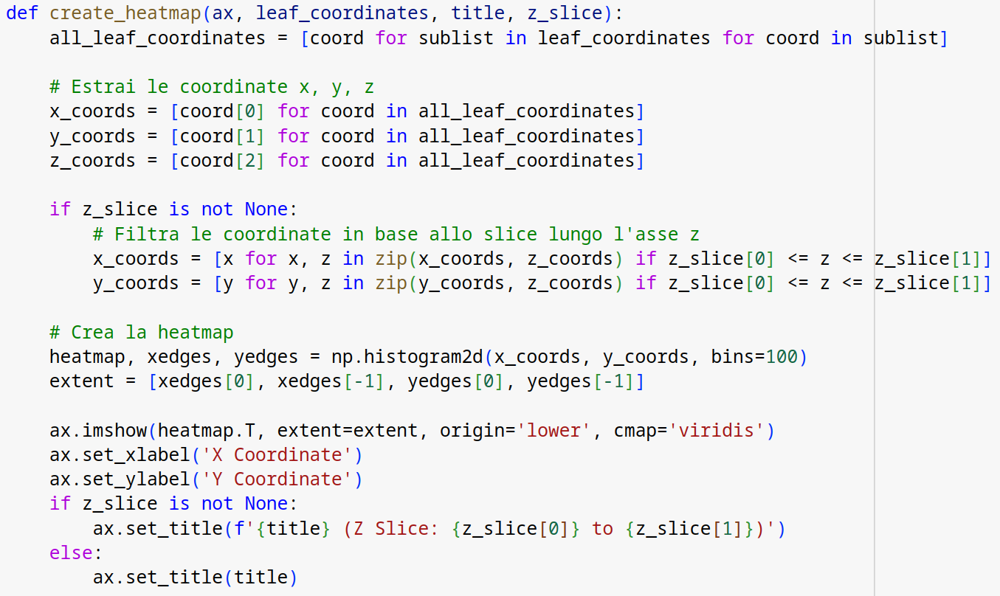 def create_heatmap(ax, leaf_coordinates, title, z_slice):
    all_leaf_coordinates = [coord for sublist in leaf_coordinates for coord in sublist]

    # Estrai le coordinate x, y, z
    x_coords = [coord[0] for coord in all_leaf_coordinates]
    y_coords = [coord[1] for coord in all_leaf_coordinates]
    z_coords = [coord[2] for coord in all_leaf_coordinates]

    if z_slice is not None:
        # Filtra le coordinate in base allo slice lungo l'asse z
        x_coords = [x for x, z in zip(x_coords, z_coords) if z_slice[0] <= z <= z_slice[1]]
        y_coords = [y for y, z in zip(y_coords, z_coords) if z_slice[0] <= z <= z_slice[1]]

    # Crea la heatmap
    heatmap, xedges, yedges = np.histogram2d(x_coords, y_coords, bins=100)
    extent = [xedges[0], xedges[-1], yedges[0], yedges[-1]]

    ax.imshow(heatmap.T, extent=extent, origin='lower', cmap='viridis')
    ax.set_xlabel('X Coordinate')
    ax.set_ylabel('Y Coordinate')
    if z_slice is not None:
        ax.set_title(f'{title} (Z Slice: {z_slice[0]} to {z_slice[1]})')
    else:
        ax.set_title(title)